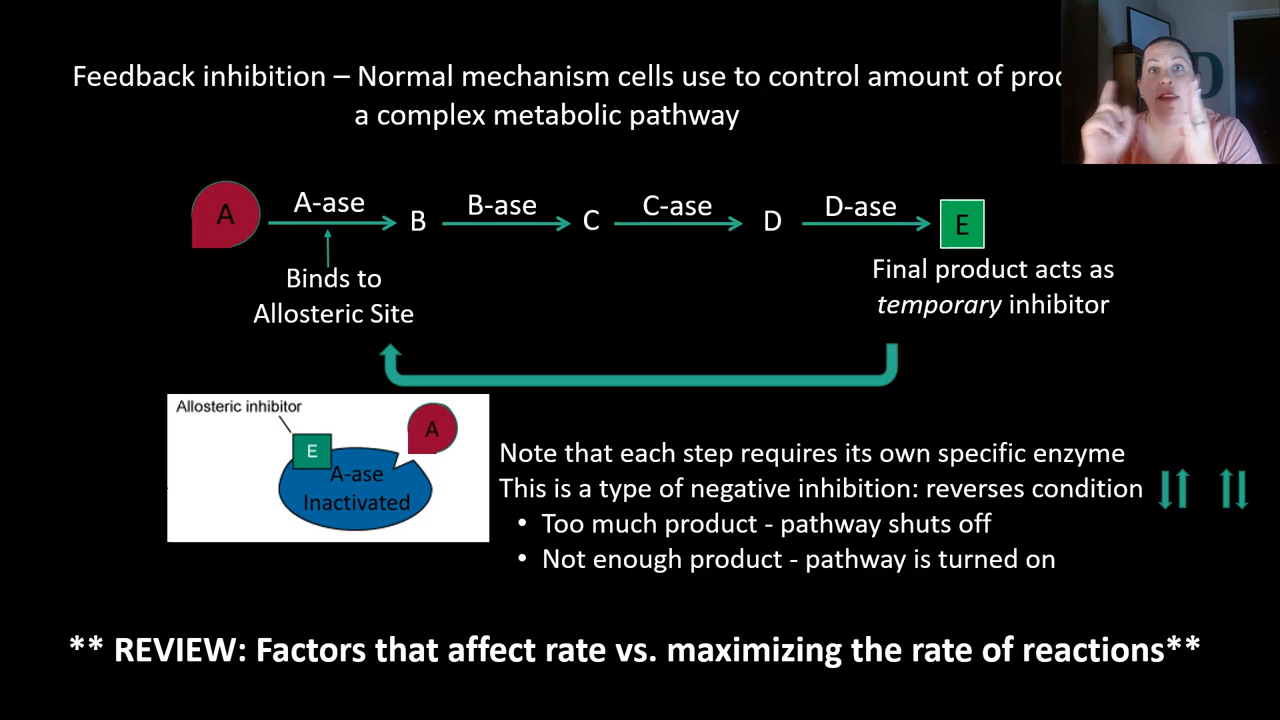 Feedback inhibition – Normal mechanism cells use to control amount of
a complex metabolic pathway
A
A-ase
B
B-ase
C
C-ase
D
D-ase
E
Binds to
Allosteric Site
Final product acts as
temporary inhibitor
Allosteric inhibitor
E
A
A-ase
Inactivated
Note that each step requires its own specific enzyme
This is a type of negative inhibition: reverses condition
• Too much product - pathway shuts off
• Not enough product - pathway is turned on
** REVIEW: Factors that affect rate vs. maximizing the rate of reactions**